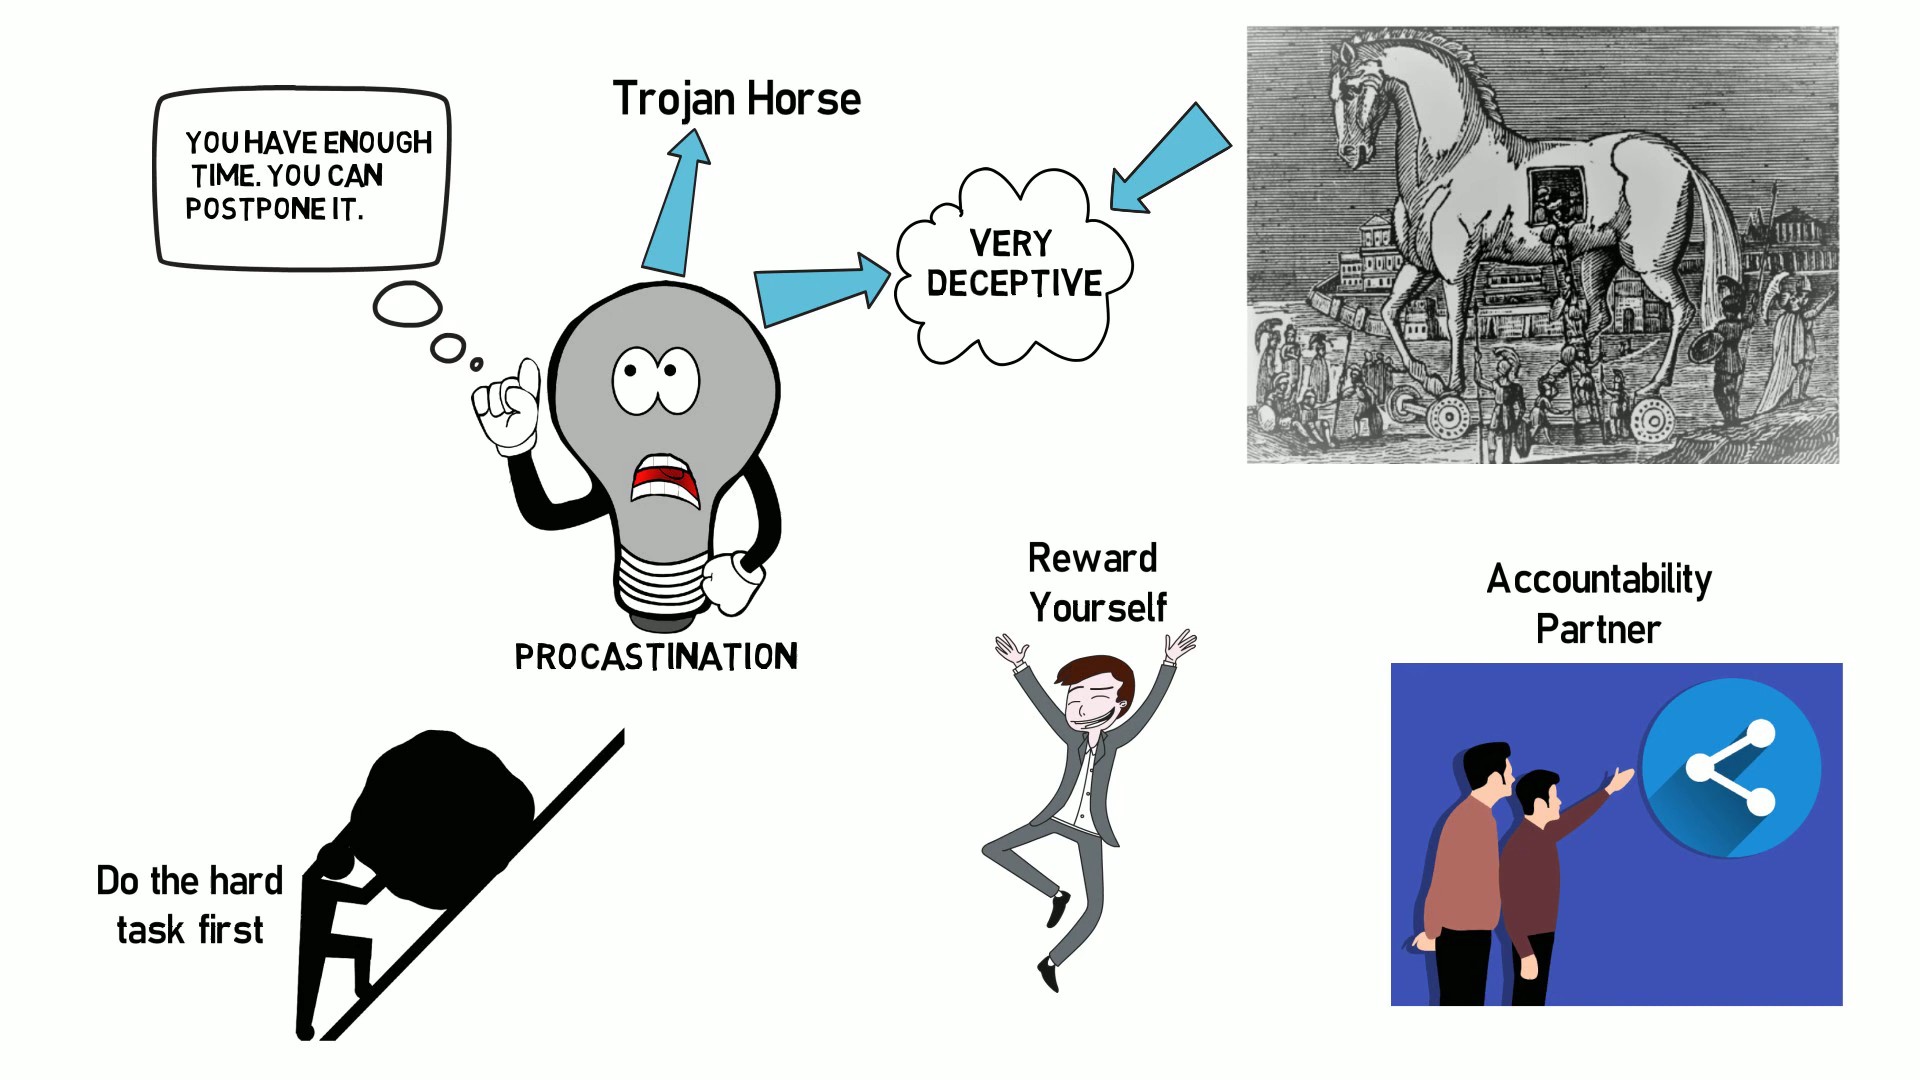 Trojan Horse
YOU HAVE ENOUGH
TIME. YOU CAN
POSTPONE IT.
VERY
DECEPTIVE
PROCASTINATION
Reward
Yourself
Accountability
Partner
Do the hard
task first